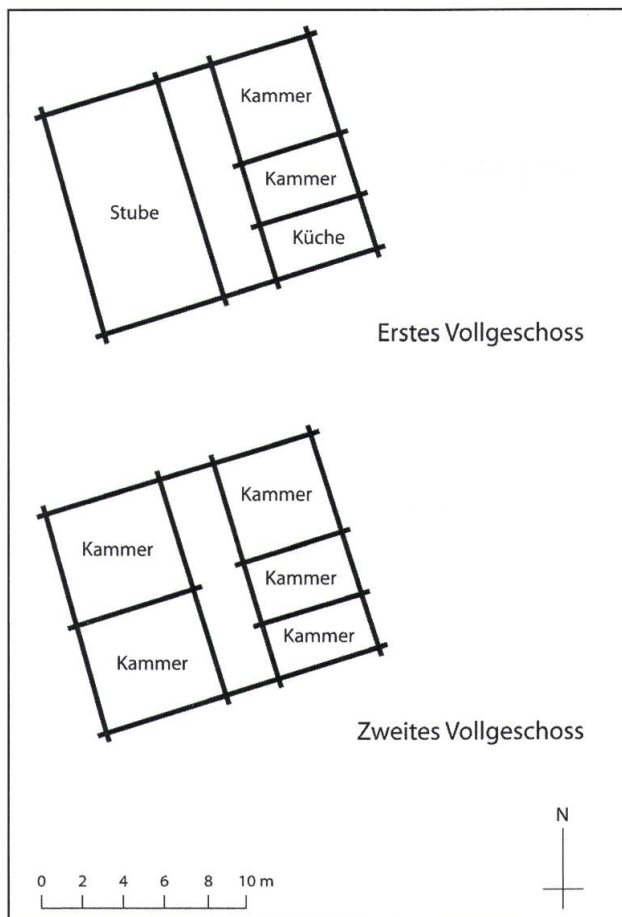 Kammer
Kammer
Stube
Küche
Erstes Vollgeschoss
Kammer
Kammer
Kammer
Kammer
Kammer
Zweites Vollgeschoss
N
0 2 4 6 8 10 m